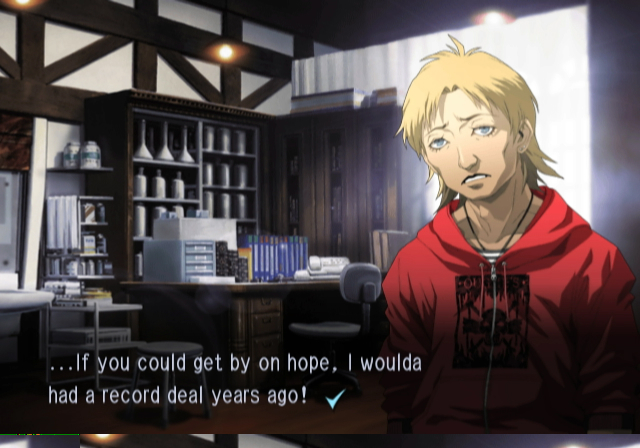 ...If you could get by on hope, I woulda
had a record deal years ago!